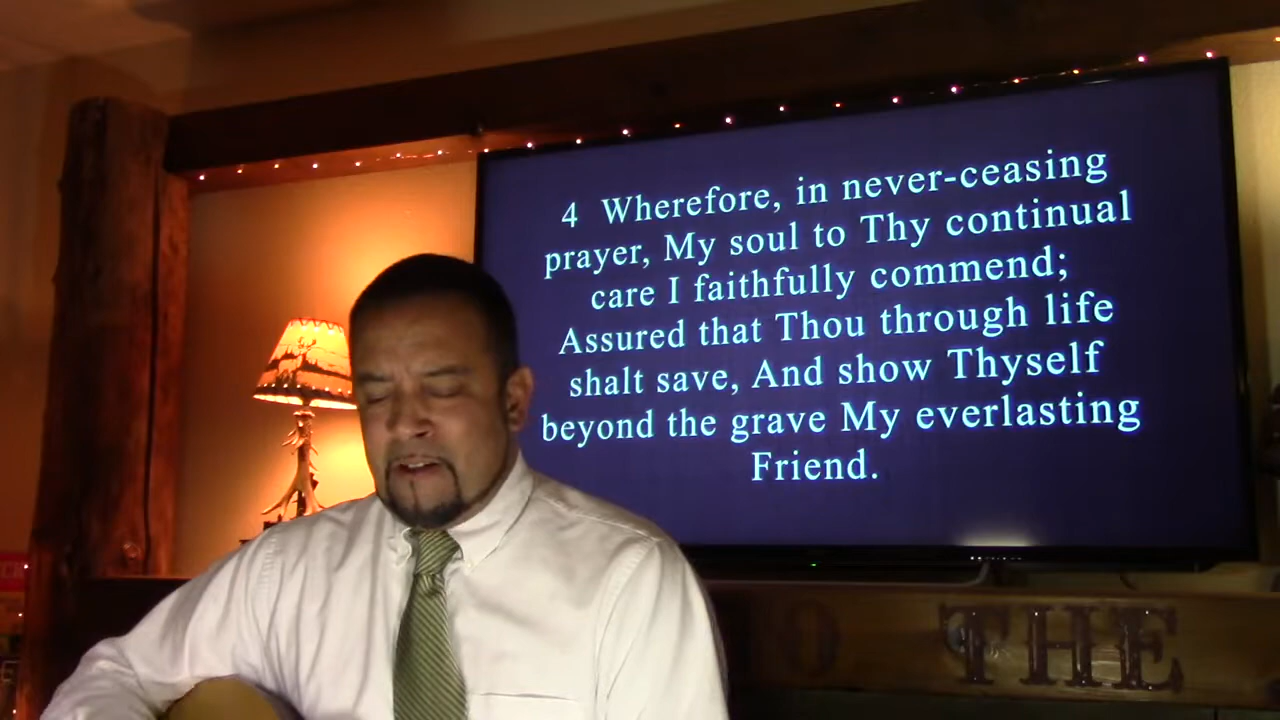 4 Wherefore, in never-ceasing
prayer, My soul to Thy continual
care I faithfully commend;
Assured that Thou through life
shalt save, And show Thyself
beyond the grave My everlasting
Friend.
O THE